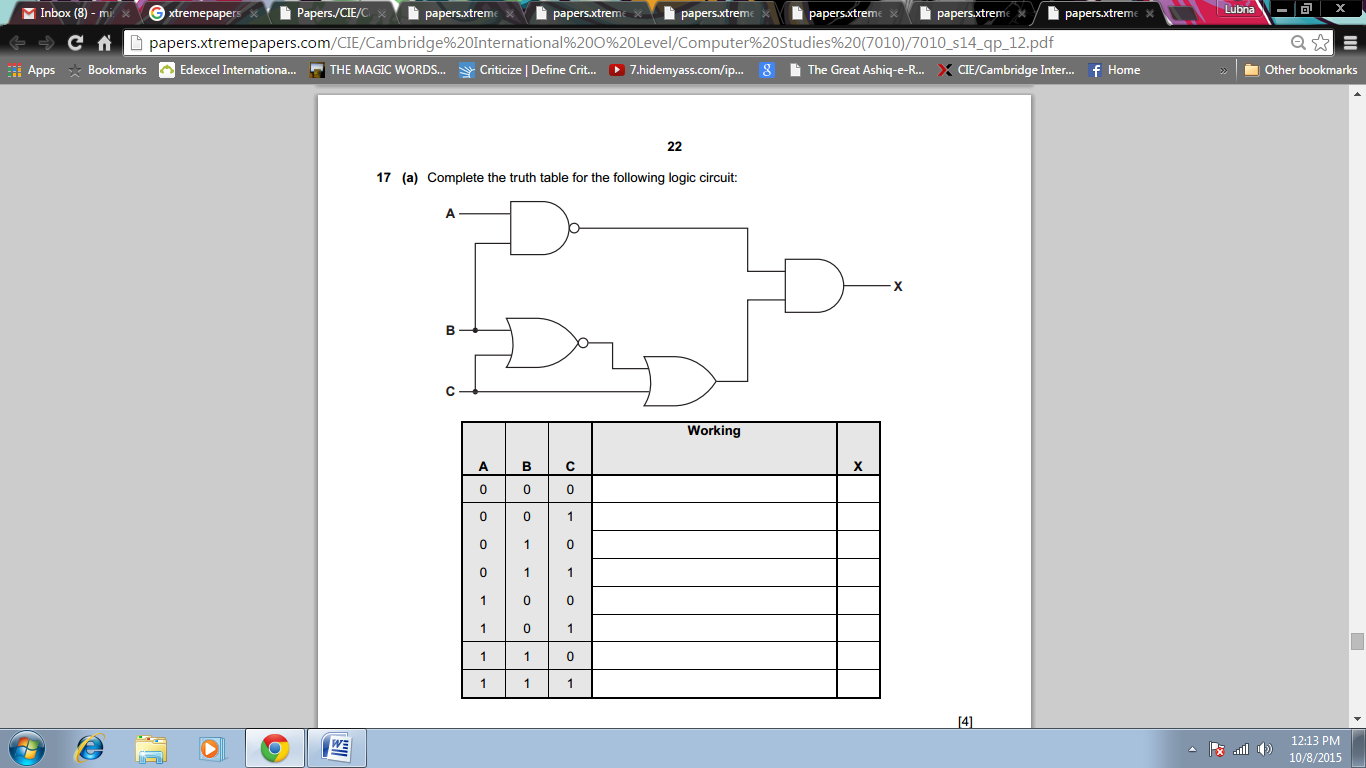 Inbox (8) - mi
xtremepapers
Papers./CIE/C
papers.xtreme
papers.xtreme
papers.xtreme
papers.xtreme
papers.xtreme
papers.xtreme
Lubna
papers.xtremepapers.com/CIE/Cambridge%20International%20O%20Level/Computer%20Studies%20(7010)/7010_s14_qp_12.pdf
Apps
Bookmarks
Edexcel Internationa...
THE MAGIC WORDS...
Criticize | Define Crit...
7.hidemyass.com/ip...
The Great Ashiq-e-R...
CIE/Cambridge Inter...
Home
»
Other bookmarks
22
17 (a) Complete the truth table for the following logic circuit:
A
X
B
C
Working
A B C X
0 0 0
0 0 1
0 1 0
0 1 1
1 0 0
1 0 1
1 1 0
1 1 1
[4]
12:13 PM
10/8/2015